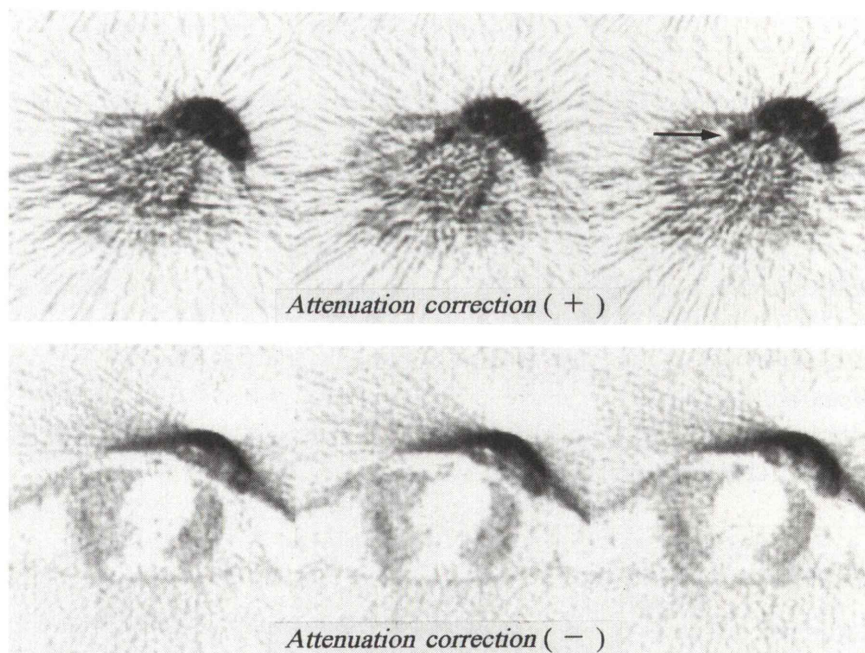 Attenuation correction ( + )
Attenuation correction ( − )